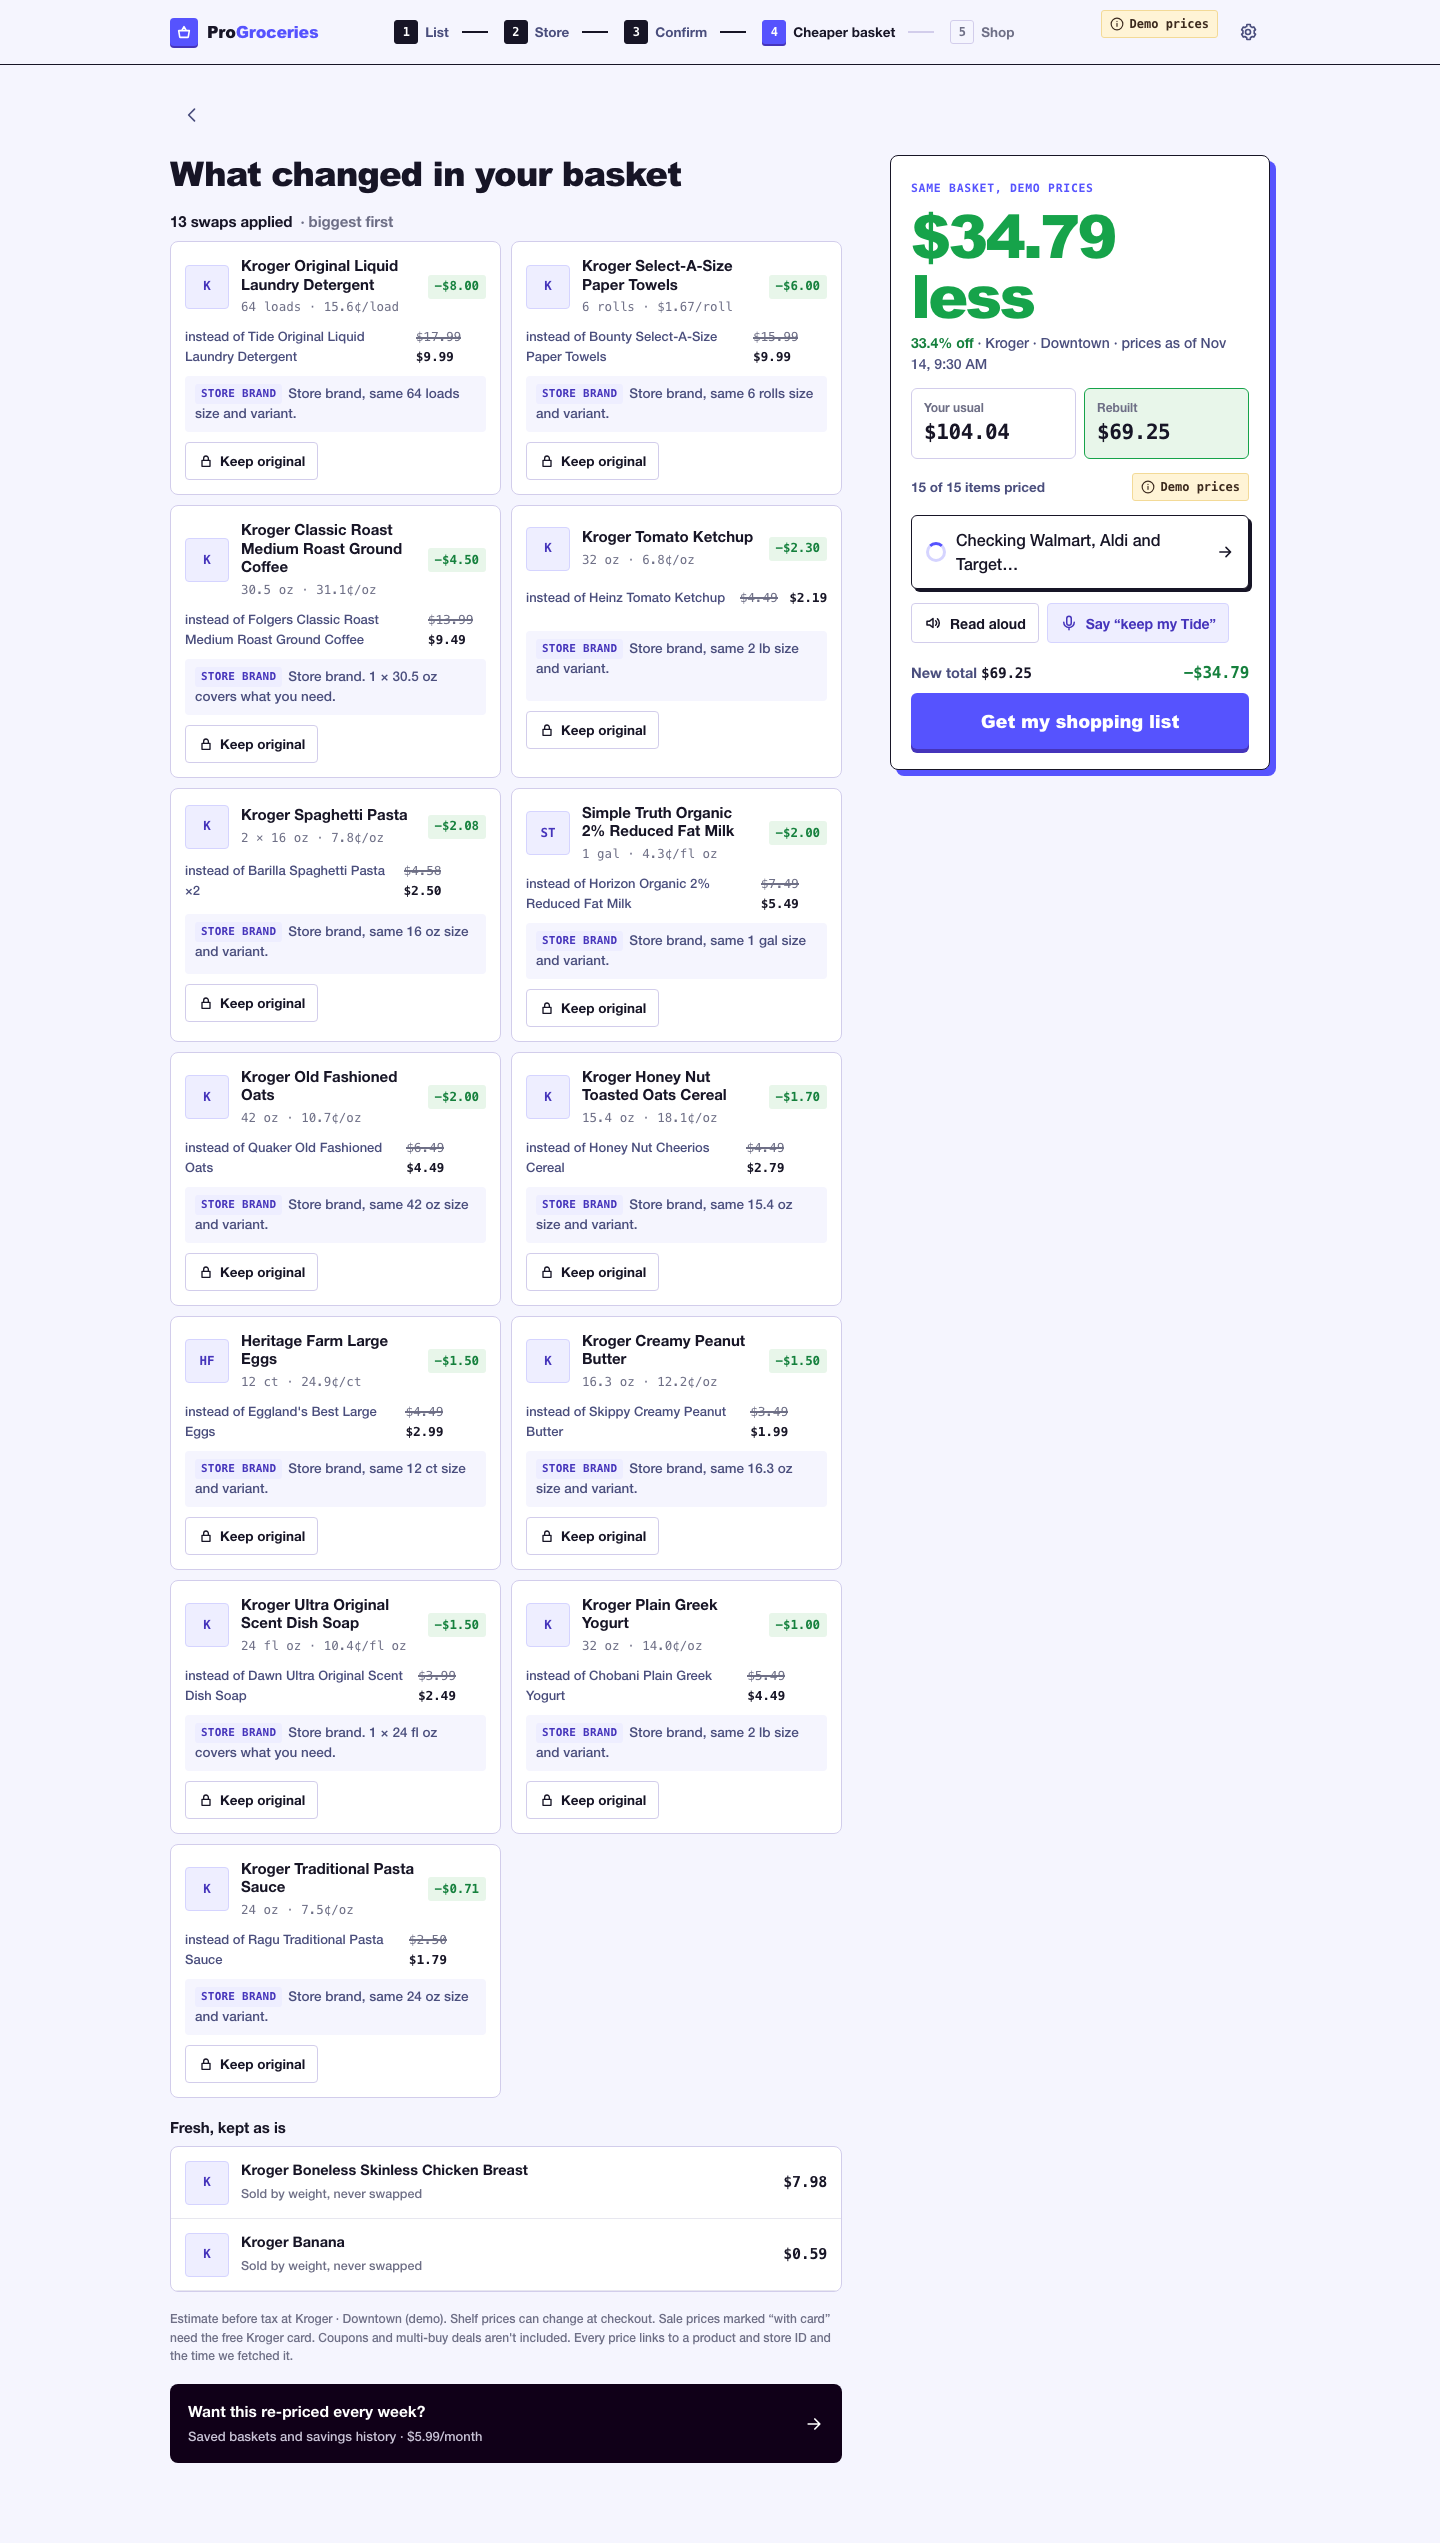 ProGroceries
1 List
2 Store
3 Confirm
4 Cheaper basket
5 Shop
Demo prices
What changed in your basket
13 swaps applied · biggest first
K
Kroger Original Liquid
Laundry Detergent
64 loads · 15.6¢/load
−$8.00
instead of Tide Original Liquid
Laundry Detergent
$17.99
$9.99
STORE BRAND Store brand, same 64 loads
size and variant.
Keep original
K
Kroger Select-A-Size
Paper Towels
6 rolls · $1.67/roll
−$6.00
instead of Bounty Select-A-Size
Paper Towels
$15.99
$9.99
STORE BRAND Store brand, same 6 rolls size
and variant.
Keep original
K
Kroger Classic Roast
Medium Roast Ground
Coffee
30.5 oz · 31.1¢/oz
−$4.50
instead of Folgers Classic Roast
Medium Roast Ground Coffee
$13.99
$9.49
STORE BRAND Store brand. 1 × 30.5 oz
covers what you need.
Keep original
K
Kroger Tomato Ketchup
32 oz · 6.8¢/oz
−$2.30
instead of Heinz Tomato Ketchup $4.49 $2.19
STORE BRAND Store brand, same 2 lb size
and variant.
Keep original
K
Kroger Spaghetti Pasta
2 × 16 oz · 7.8¢/oz
−$2.08
instead of Barilla Spaghetti Pasta
×2
$4.58
$2.50
STORE BRAND Store brand, same 16 oz size
and variant.
Keep original
ST
Simple Truth Organic
2% Reduced Fat Milk
1 gal · 4.3¢/fl oz
−$2.00
instead of Horizon Organic 2%
Reduced Fat Milk
$7.49
$5.49
STORE BRAND Store brand, same 1 gal size
and variant.
Keep original
K
Kroger Old Fashioned
Oats
42 oz · 10.7¢/oz
−$2.00
instead of Quaker Old Fashioned
Oats
$6.49
$4.49
STORE BRAND Store brand, same 42 oz size
and variant.
Keep original
K
Kroger Honey Nut
Toasted Oats Cereal
15.4 oz · 18.1¢/oz
−$1.70
instead of Honey Nut Cheerios
Cereal
$4.49
$2.79
STORE BRAND Store brand, same 15.4 oz
size and variant.
Keep original
HF
Heritage Farm Large
Eggs
12 ct · 24.9¢/ct
−$1.50
instead of Eggland's Best Large
Eggs
$4.49
$2.99
STORE BRAND Store brand, same 12 ct size
and variant.
Keep original
K
Kroger Creamy Peanut
Butter
16.3 oz · 12.2¢/oz
−$1.50
instead of Skippy Creamy Peanut
Butter
$3.49
$1.99
STORE BRAND Store brand, same 16.3 oz
size and variant.
Keep original
K
Kroger Ultra Original
Scent Dish Soap
24 fl oz · 10.4¢/fl oz
−$1.50
instead of Dawn Ultra Original Scent
Dish Soap
$3.99
$2.49
STORE BRAND Store brand. 1 × 24 fl oz
covers what you need.
Keep original
K
Kroger Plain Greek
Yogurt
32 oz · 14.0¢/oz
−$1.00
instead of Chobani Plain Greek
Yogurt
$5.49
$4.49
STORE BRAND Store brand, same 2 lb size
and variant.
Keep original
K
Kroger Traditional Pasta
Sauce
24 oz · 7.5¢/oz
−$0.71
instead of Ragu Traditional Pasta
Sauce
$2.50
$1.79
STORE BRAND Store brand, same 24 oz size
and variant.
Keep original
Fresh, kept as is
K
Kroger Boneless Skinless Chicken Breast
Sold by weight, never swapped
$7.98
K
Kroger Banana
Sold by weight, never swapped
$0.59
Estimate before tax at Kroger · Downtown (demo). Shelf prices can change at checkout. Sale prices marked “with card”
need the free Kroger card. Coupons and multi-buy deals aren't included. Every price links to a product and store ID and
the time we fetched it.
Want this re-priced every week?
Saved baskets and savings history · $5.99/month
SAME BASKET, DEMO PRICES
$34.79
less
33.4% off · Kroger · Downtown · prices as of Nov
14, 9:30 AM
Your usual
$104.04
Rebuilt
$69.25
15 of 15 items priced
Demo prices
Checking Walmart, Aldi and
Target…
Read aloud
Say “keep my Tide”
New total $69.25
−$34.79
Get my shopping list